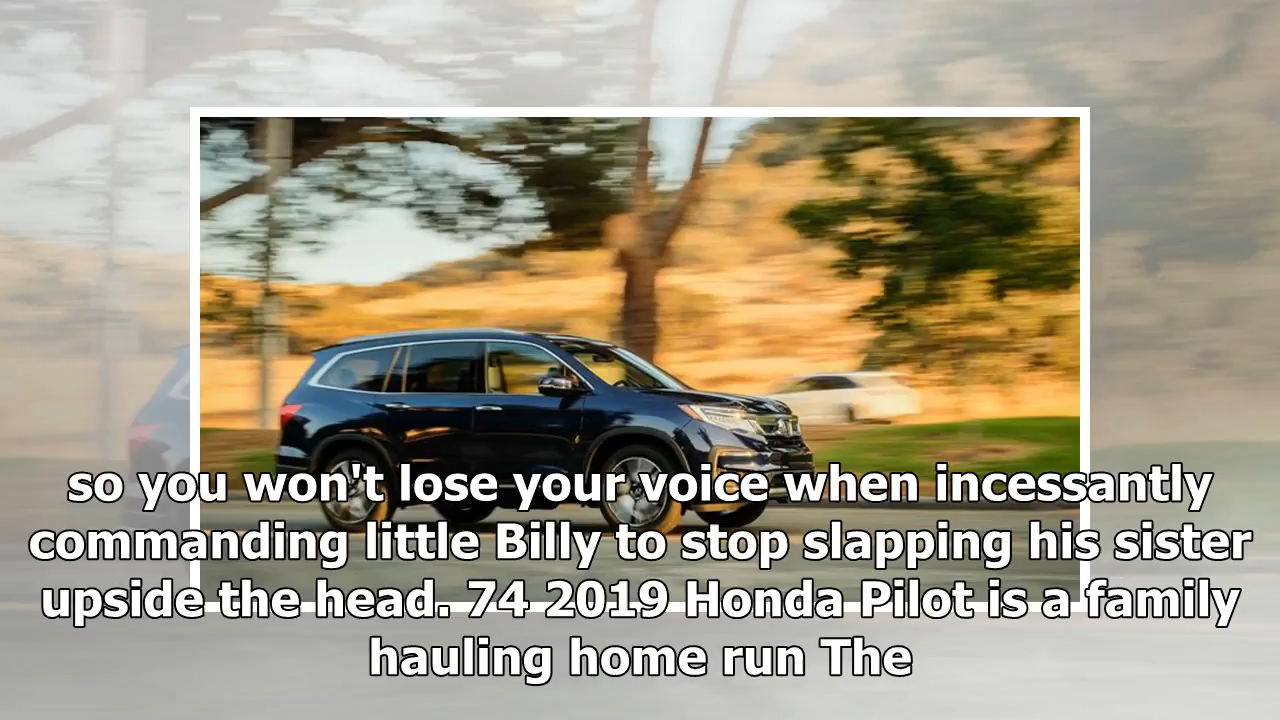 so you won't lose your voice when incessantly
commanding little Billy to stop slapping his sister
upside the head. 74 2019 Honda Pilot is a family
hauling home run The